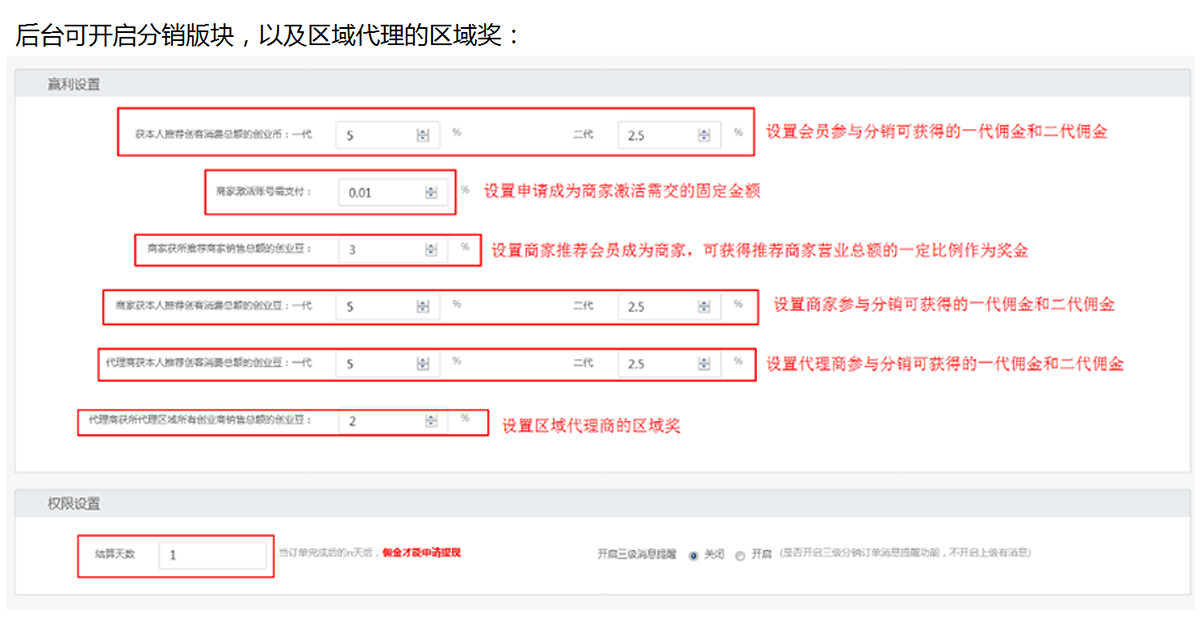 后台可开启分销版块，以及区域代理的区域奖：
赢利设置
获本人推荐创客消费总额的创业币：一代 5 % 二代 2.5 % 设置会员参与分销可获得的一代佣金和二代佣金
商家激活账号需支付： 0.01 % 设置申请成为商家激活需交的固定金额
商家获所推荐商家销售总额的创业豆： 3 % 设置商家推荐会员成为商家，可获得推荐商家营业总额的一定比例作为奖金
商家获本人推荐创客消费总额的创业豆：一代 5 % 二代 2.5 % 设置商家参与分销可获得的一代佣金和二代佣金
代理商获本人推荐创客消费总额的创业豆：一代 5 % 二代 2.5 % 设置代理商参与分销可获得的一代佣金和二代佣金
代理商获所代理区域所有创业商销售总额的创业豆： 2 % 设置区域代理商的区域奖
权限设置
结算天数 1 当订单完成后的n天后，佣金才能申请提现 开启三级消息提醒 关闭 开启 (是否开启三级分销订单消息提醒功能，不开启上级有消息)